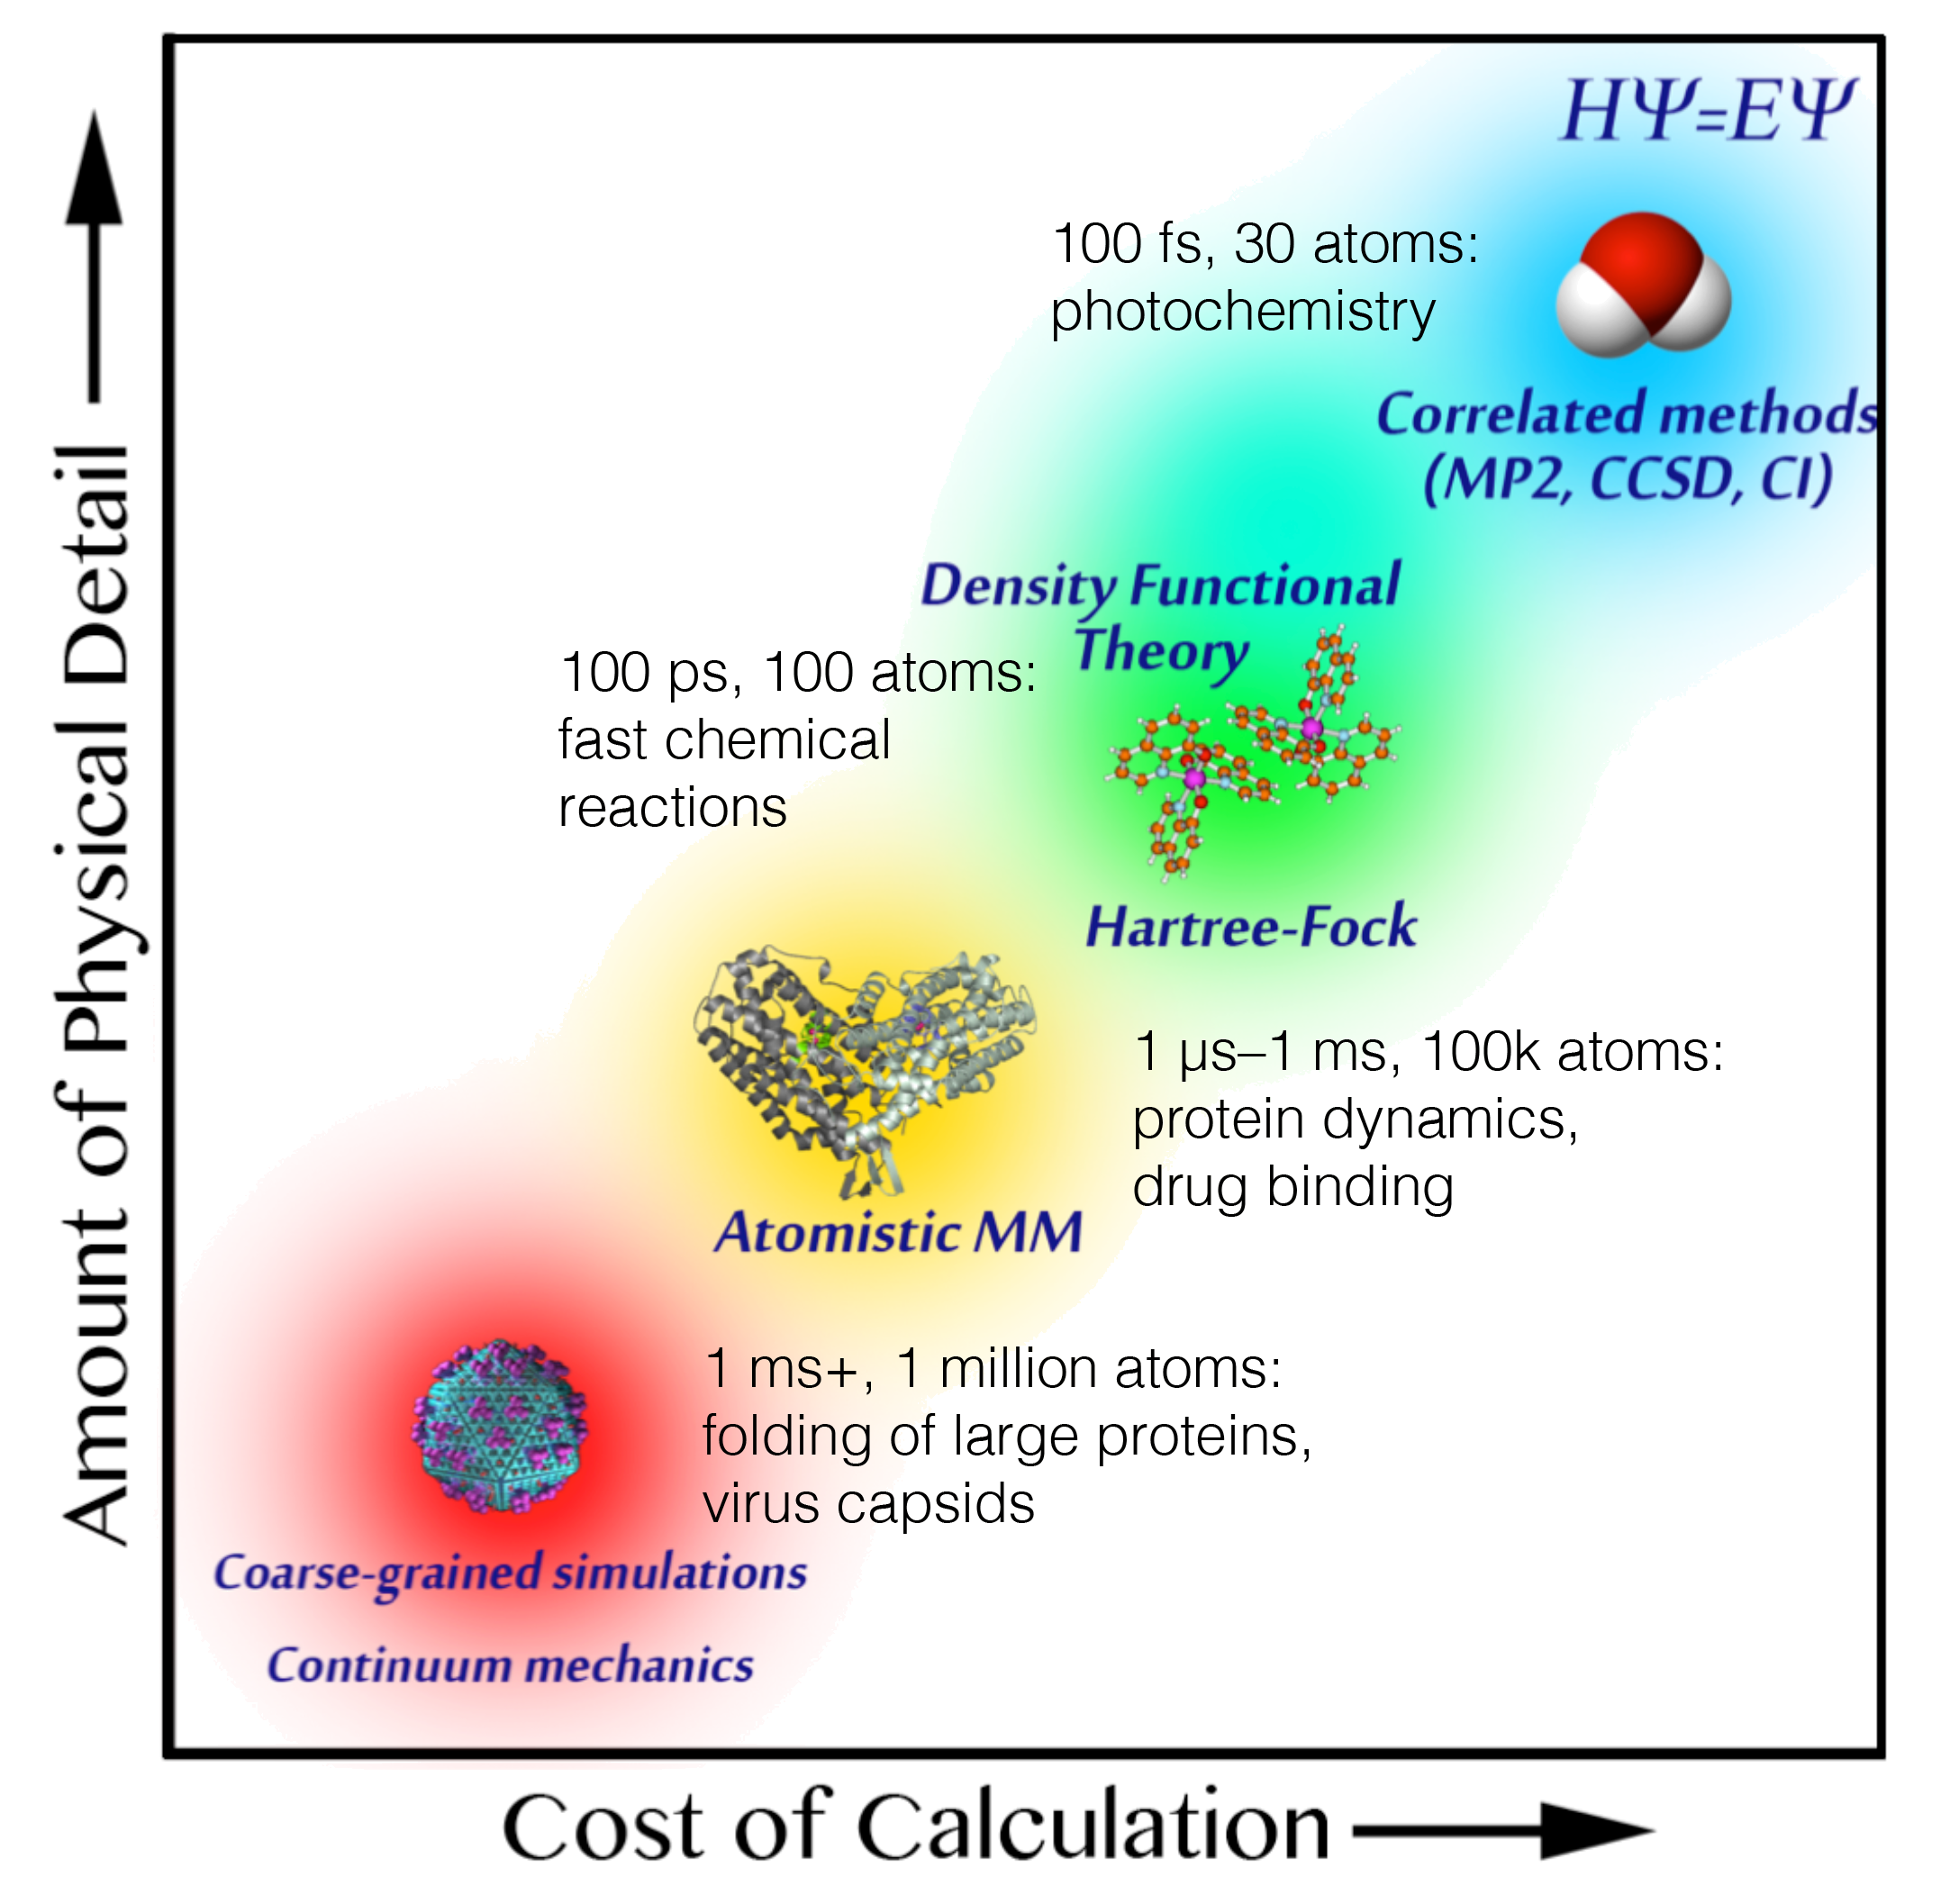 HΨ=EΨ
100 fs, 30 atoms:
photochemistry
Correlated methods
(MP2, CCSD, CI)
Density Functional
Theory
100 ps, 100 atoms:
fast chemical
reactions
Hartree-Fock
1 µs–1 ms, 100k atoms:
protein dynamics,
drug binding
Atomistic MM
1 ms+, 1 million atoms:
folding of large proteins,
virus capsids
Coarse-grained simulations
Continuum mechanics
Amount of Physical Detail
Cost of Calculation